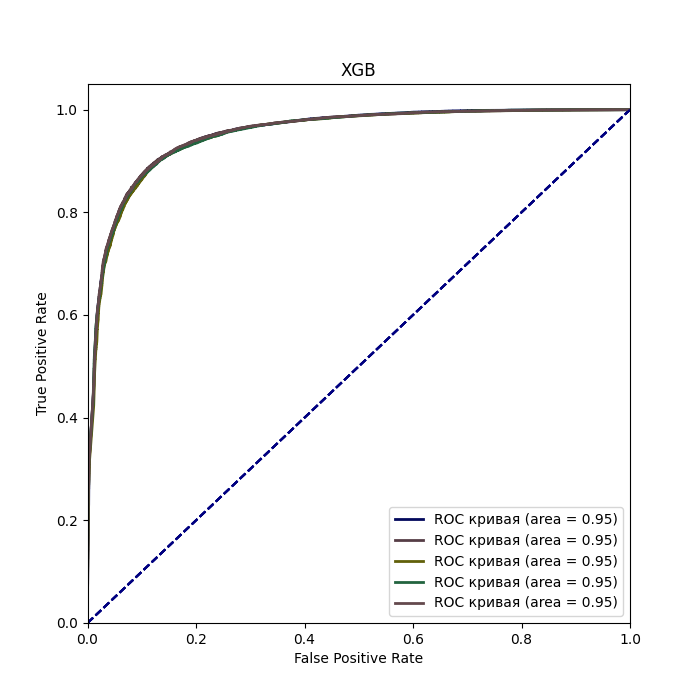 XGB
1.0
0.8
0.6
0.4
0.2
0.0
True Positive Rate
ROC кривая (area = 0.95)
ROC кривая (area = 0.95)
ROC кривая (area = 0.95)
ROC кривая (area = 0.95)
ROC кривая (area = 0.95)
0.0 0.2 0.4 0.6 0.8 1.0
False Positive Rate